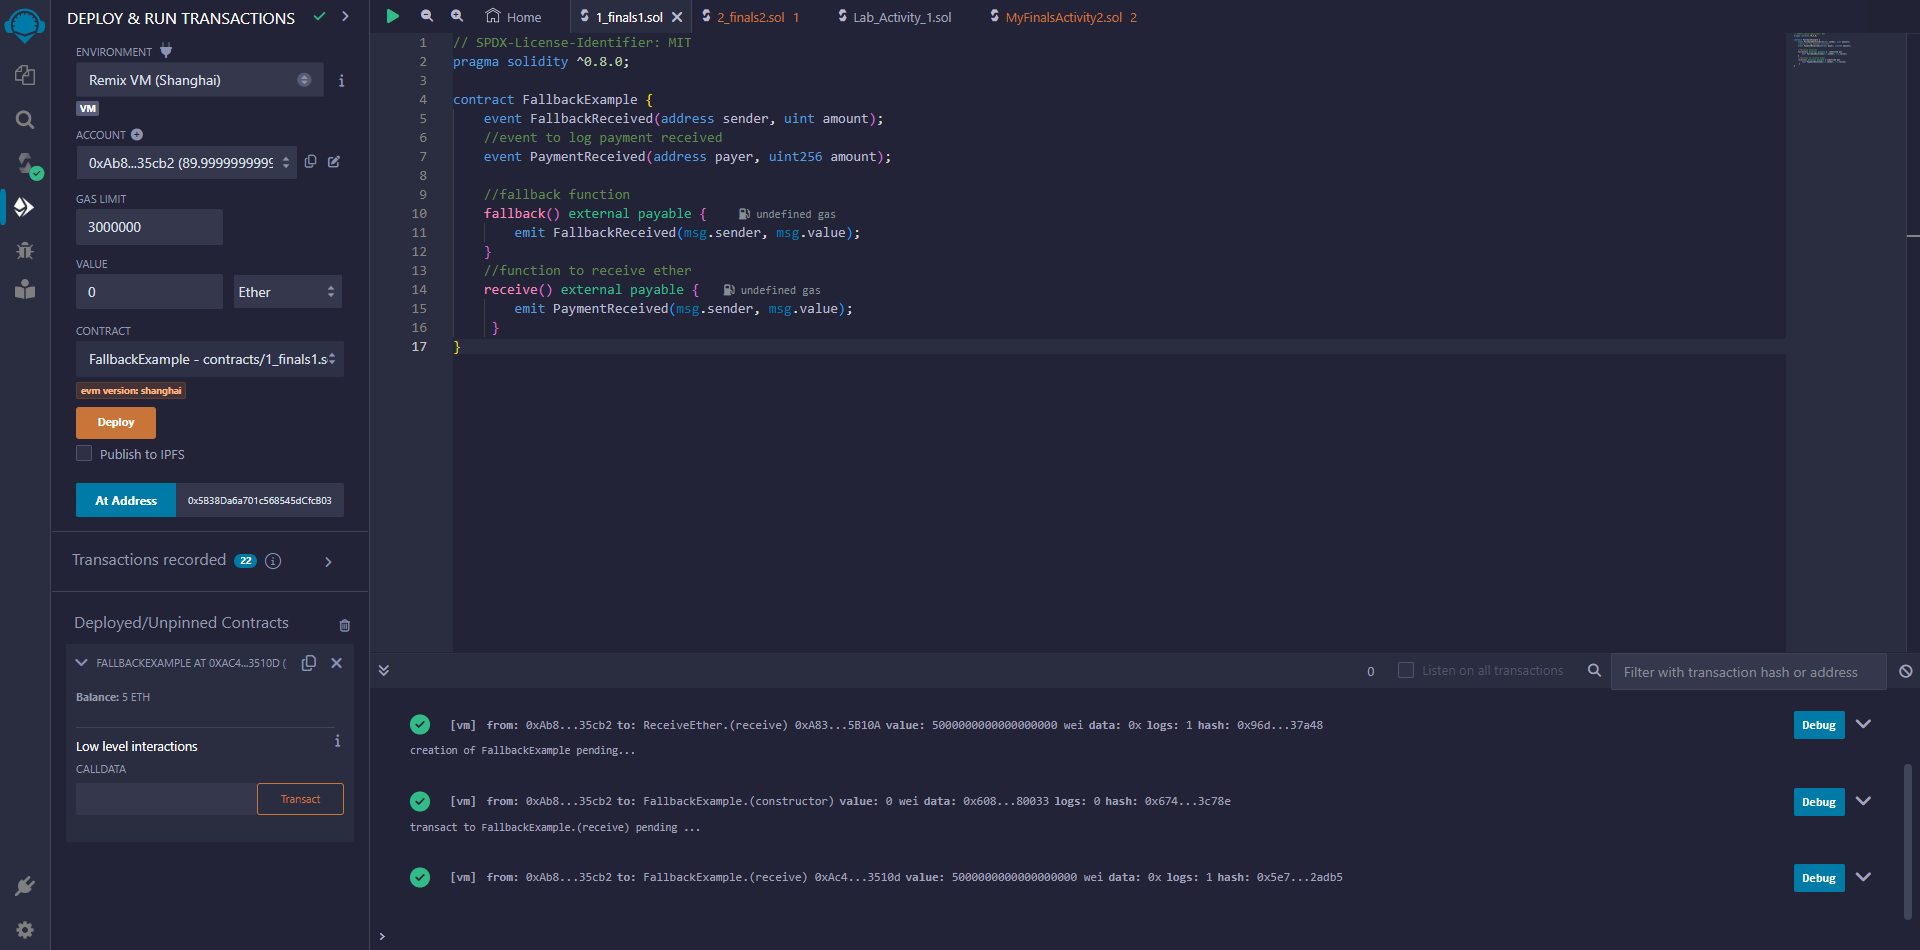 DEPLOY & RUN TRANSACTIONS
ENVIRONMENT
Remix VM (Shanghai)
VM
ACCOUNT
0xAb8...35cb2 (89.9999999999
GAS LIMIT
3000000
VALUE
0
Ether
CONTRACT
FallbackExample - contracts/1_finals1.s
evm version: shanghai
Deploy
Publish to IPFS
At Address
0x5B38Da6a701c568545dCfcB03
Transactions recorded 22
Deployed/Unpinned Contracts
FALLBACKEXAMPLE AT 0XAC4...3510D (
Balance: 5 ETH
Low level interactions
CALLDATA
Transact
Home
1_finals1.sol
2_finals2.sol 1
Lab_Activity_1.sol
MyFinalsActivity2.sol 2
1 // SPDX-License-Identifier: MIT
2 pragma solidity ^0.8.0;
3
4 contract FallbackExample {
5 event FallbackReceived(address sender, uint amount);
6 //event to log payment received
7 event PaymentReceived(address payer, uint256 amount);
8
9 //fallback function
10 fallback() external payable { undefined gas
11 emit FallbackReceived(msg.sender, msg.value);
12 }
13 //function to receive ether
14 receive() external payable { undefined gas
15 emit PaymentReceived(msg.sender, msg.value);
16 }
17 }
0
Listen on all transactions
Filter with transaction hash or address
[vm] from: 0xAb8...35cb2 to: ReceiveEther.(receive) 0xA83...5B10A value: 5000000000000000000 wei data: 0x logs: 1 hash: 0x96d...37a48
Debug
creation of FallbackExample pending...
[vm] from: 0xAb8...35cb2 to: FallbackExample.(constructor) value: 0 wei data: 0x608...80033 logs: 0 hash: 0x674...3c78e
Debug
transact to FallbackExample.(receive) pending ...
[vm] from: 0xAb8...35cb2 to: FallbackExample.(receive) 0xAc4...3510d value: 5000000000000000000 wei data: 0x logs: 1 hash: 0x5e7...2adb5
Debug
>